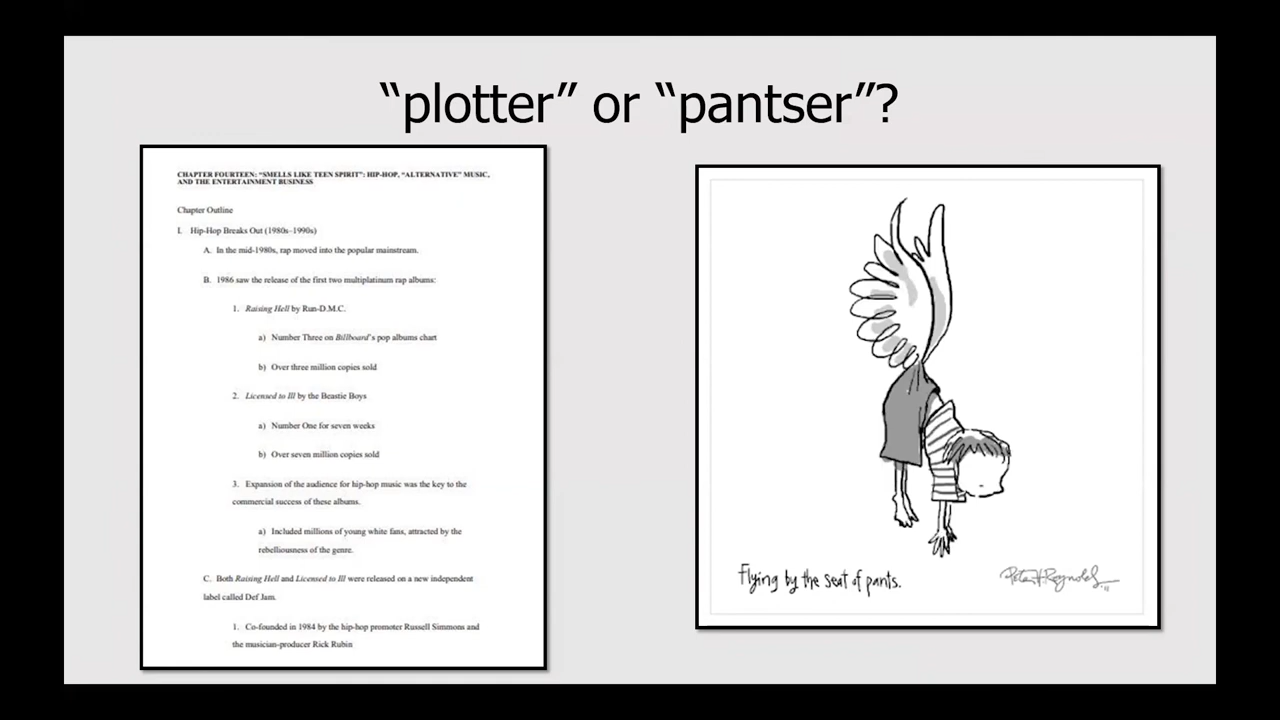 “plotter” or “pantser”?
CHAPTER FOURTEEN: “SMELLS LIKE TEEN SPIRIT”: HIP-HOP, “ALTERNATIVE” MUSIC,
AND THE ENTERTAINMENT BUSINESS
Chapter Outline
I. Hip-Hop Breaks Out (1980s–1990s)
A. In the mid-1980s, rap moved into the popular mainstream.
B. 1986 saw the release of the first two multiplatinum rap albums:
1. Raising Hell by Run-D.M.C.
a) Number Three on Billboard’s pop albums chart
b) Over three million copies sold
2. Licensed to Ill by the Beastie Boys
a) Number One for seven weeks
b) Over seven million copies sold
3. Expansion of the audience for hip-hop music was the key to the
commercial success of these albums.
a) Included millions of young white fans, attracted by the
rebelliousness of the genre.
C. Both Raising Hell and Licensed to Ill were released on a new independent
label called Def Jam.
1. Co-founded in 1984 by the hip-hop promoter Russell Simmons and
the musician-producer Rick Rubin
Flying by the seat of pants.
Peter H. Reynolds '11